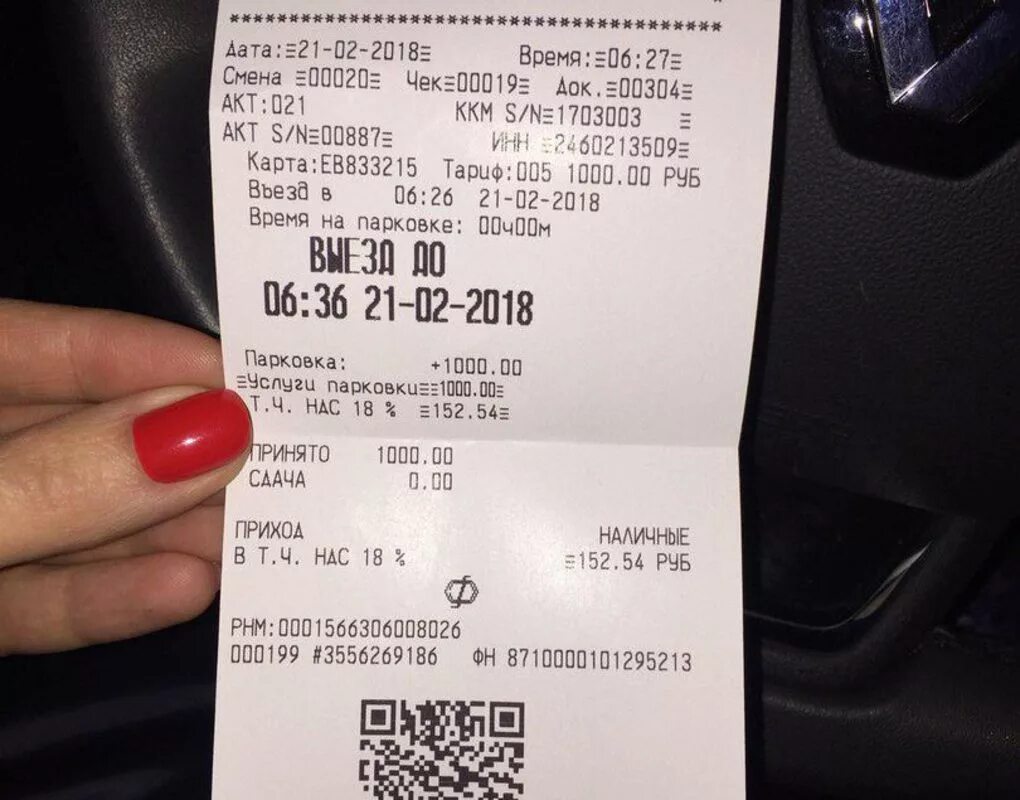 ****************************************
Дата:≡21-02-2018≡ Время:≡06:27≡
Смена ≡00020≡ Чек≡00019≡ Док.≡00304≡
АКТ:021 ККМ S/N≡1703003 ≡
АКТ S/N≡00887≡ ИНН ≡2460213509≡
Карта:EB833215 Тариф:005 1000.00 РУБ
Въезд в 06:26 21-02-2018
Время на парковке: 00ч00м
ВЫЕЗД ДО
06:36 21-02-2018
Парковка: +1000.00
≡Услуги парковки≡≡1000.00≡
Т.Ч. НДС 18 % ≡152.54≡
ПРИНЯТО 1000.00
СДАЧА 0.00
ПРИХОД НАЛИЧНЫЕ
В Т.Ч. НДС 18 % ≡152.54 РУБ
РНМ:0001566306008026
000199 #3556269186 ФН 8710000101295213